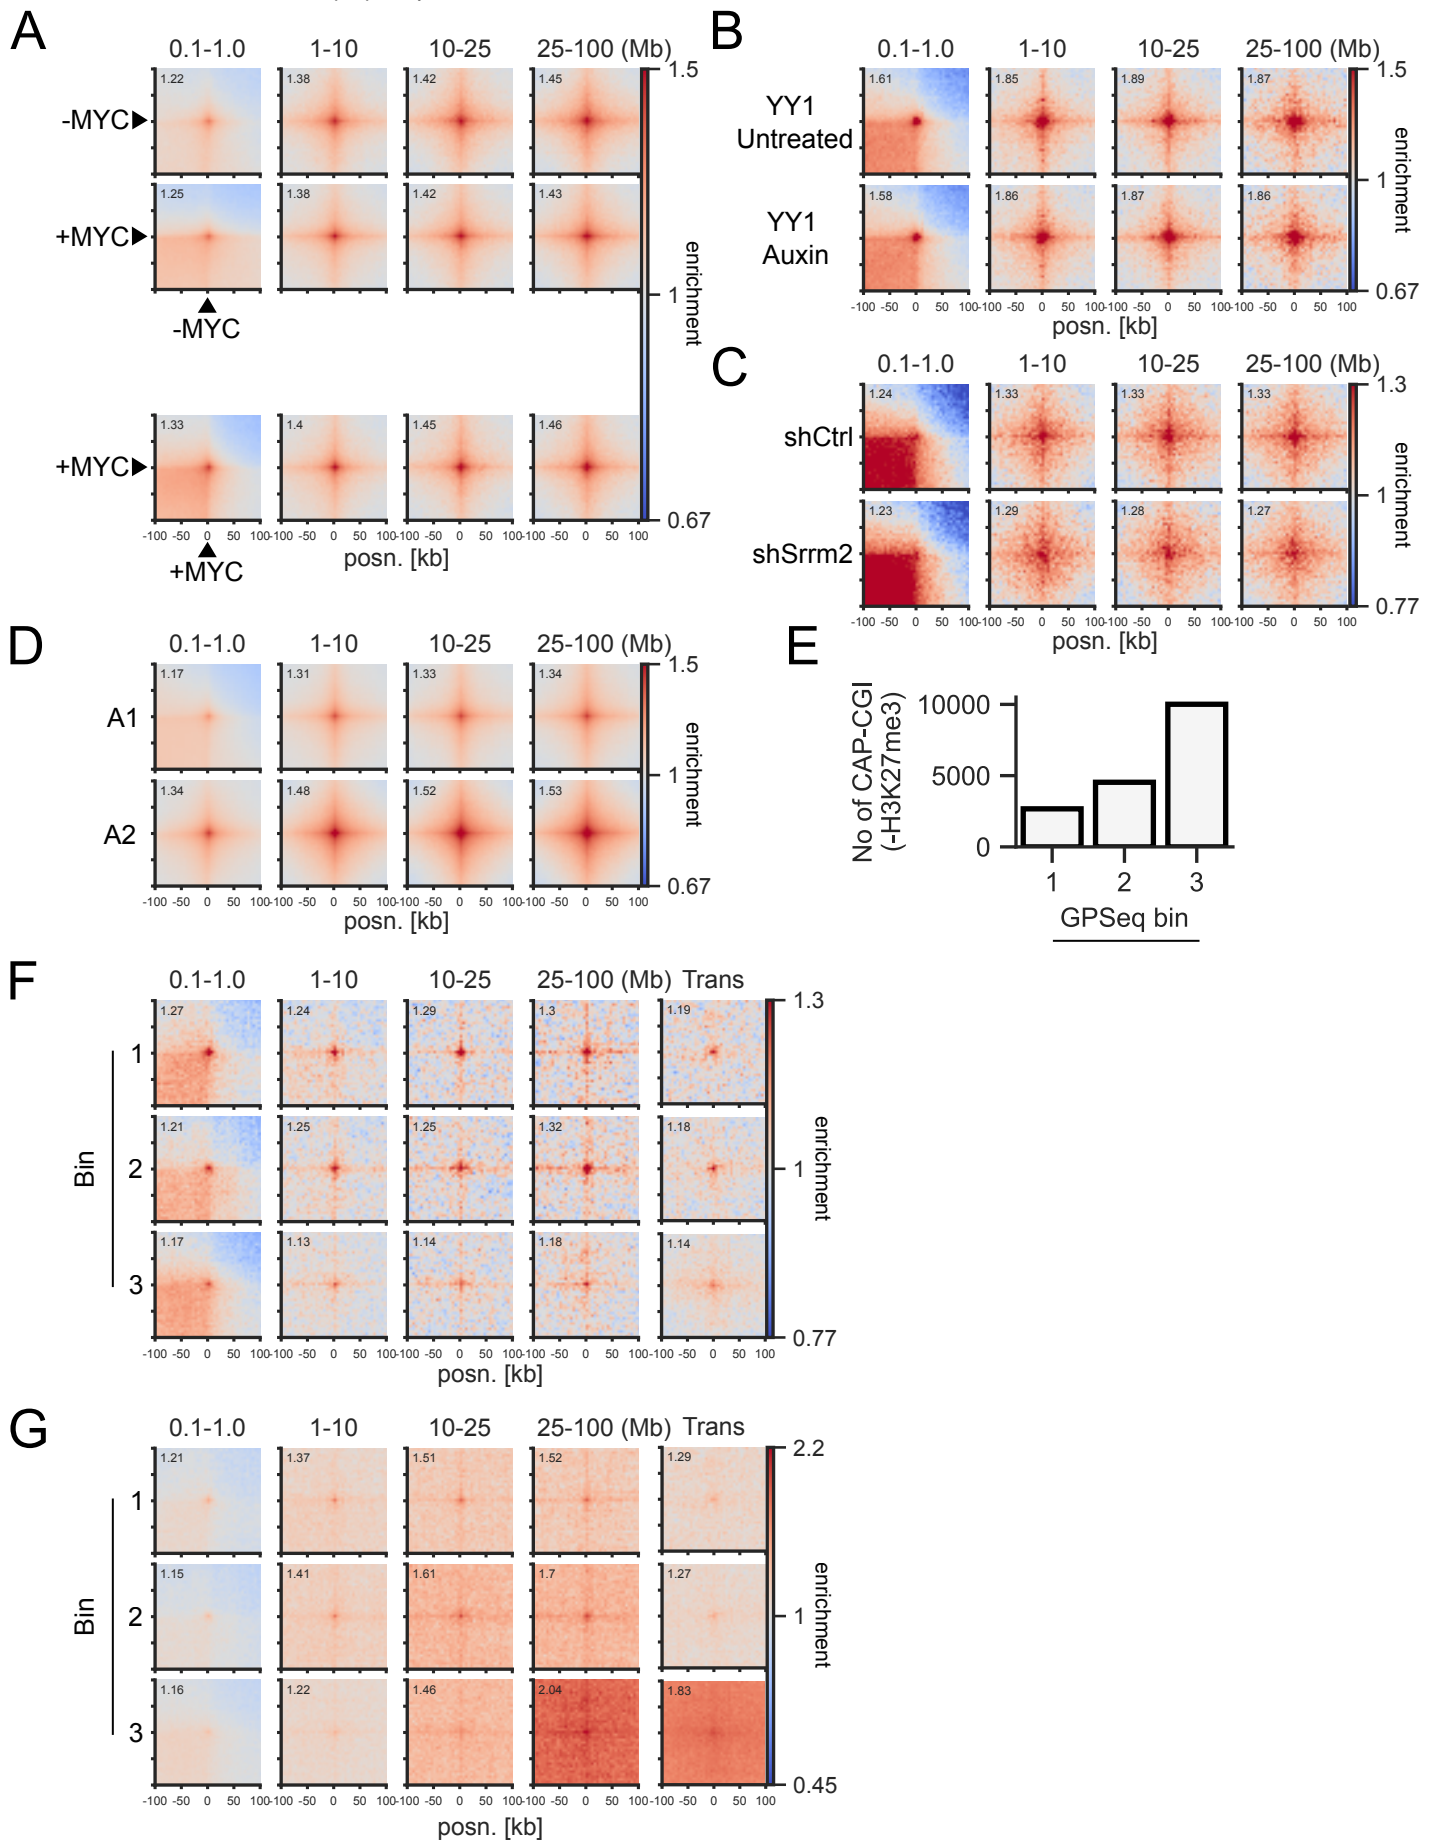 A
0.1-1.0 1-10 10-25 25-100 (Mb)
-MYC 1.22 1.38 1.42 1.45 1.5
+MYC 1.25 1.38 1.42 1.43
-MYC
enrichment
1
+MYC 1.33 1.4 1.45 1.46
0.67
-100 -50 0 50 100 -100 -50 0 50 100 -100 -50 0 50 100 -100 -50 0 50 100
+MYC
posn. [kb]
B
0.1-1.0 1-10 10-25 25-100 (Mb)
YY1
Untreated
1.61 1.85 1.89 1.87 1.5
YY1
Auxin
1.58 1.86 1.87 1.86
enrichment
1
0.67
-100 -50 0 50 100 -100 -50 0 50 100 -100 -50 0 50 100 -100 -50 0 50 100
posn. [kb]
C
0.1-1.0 1-10 10-25 25-100 (Mb)
shCtrl 1.24 1.33 1.33 1.33 1.3
shSrrm2 1.23 1.29 1.28 1.27
enrichment
1
0.77
-100 -50 0 50 100 -100 -50 0 50 100 -100 -50 0 50 100 -100 -50 0 50 100
posn. [kb]
D
0.1-1.0 1-10 10-25 25-100 (Mb)
A1 1.17 1.31 1.33 1.34 1.5
A2 1.34 1.48 1.52 1.53
enrichment
1
0.67
-100 -50 0 50 100 -100 -50 0 50 100 -100 -50 0 50 100 -100 -50 0 50 100
posn. [kb]
E
No of CAP-CGI
(-H3K27me3)
10000
5000
0
1 2 3
GPSeq bin
F
0.1-1.0 1-10 10-25 25-100 (Mb) Trans
Bin
1 1.27 1.24 1.29 1.3 1.19 1.3
2 1.21 1.25 1.25 1.32 1.18 1
3 1.17 1.13 1.14 1.18 1.14 0.77
enrichment
-100 -50 0 50 100 -100 -50 0 50 100 -100 -50 0 50 100 -100 -50 0 50 100 -100 -50 0 50 100
posn. [kb]
G
0.1-1.0 1-10 10-25 25-100 (Mb) Trans
Bin
1 1.21 1.37 1.51 1.52 1.29 2.2
2 1.15 1.41 1.61 1.7 1.27 1
3 1.16 1.22 1.46 2.04 1.83 0.45
enrichment
-100 -50 0 50 100 -100 -50 0 50 100 -100 -50 0 50 100 -100 -50 0 50 100 -100 -50 0 50 100
posn. [kb]